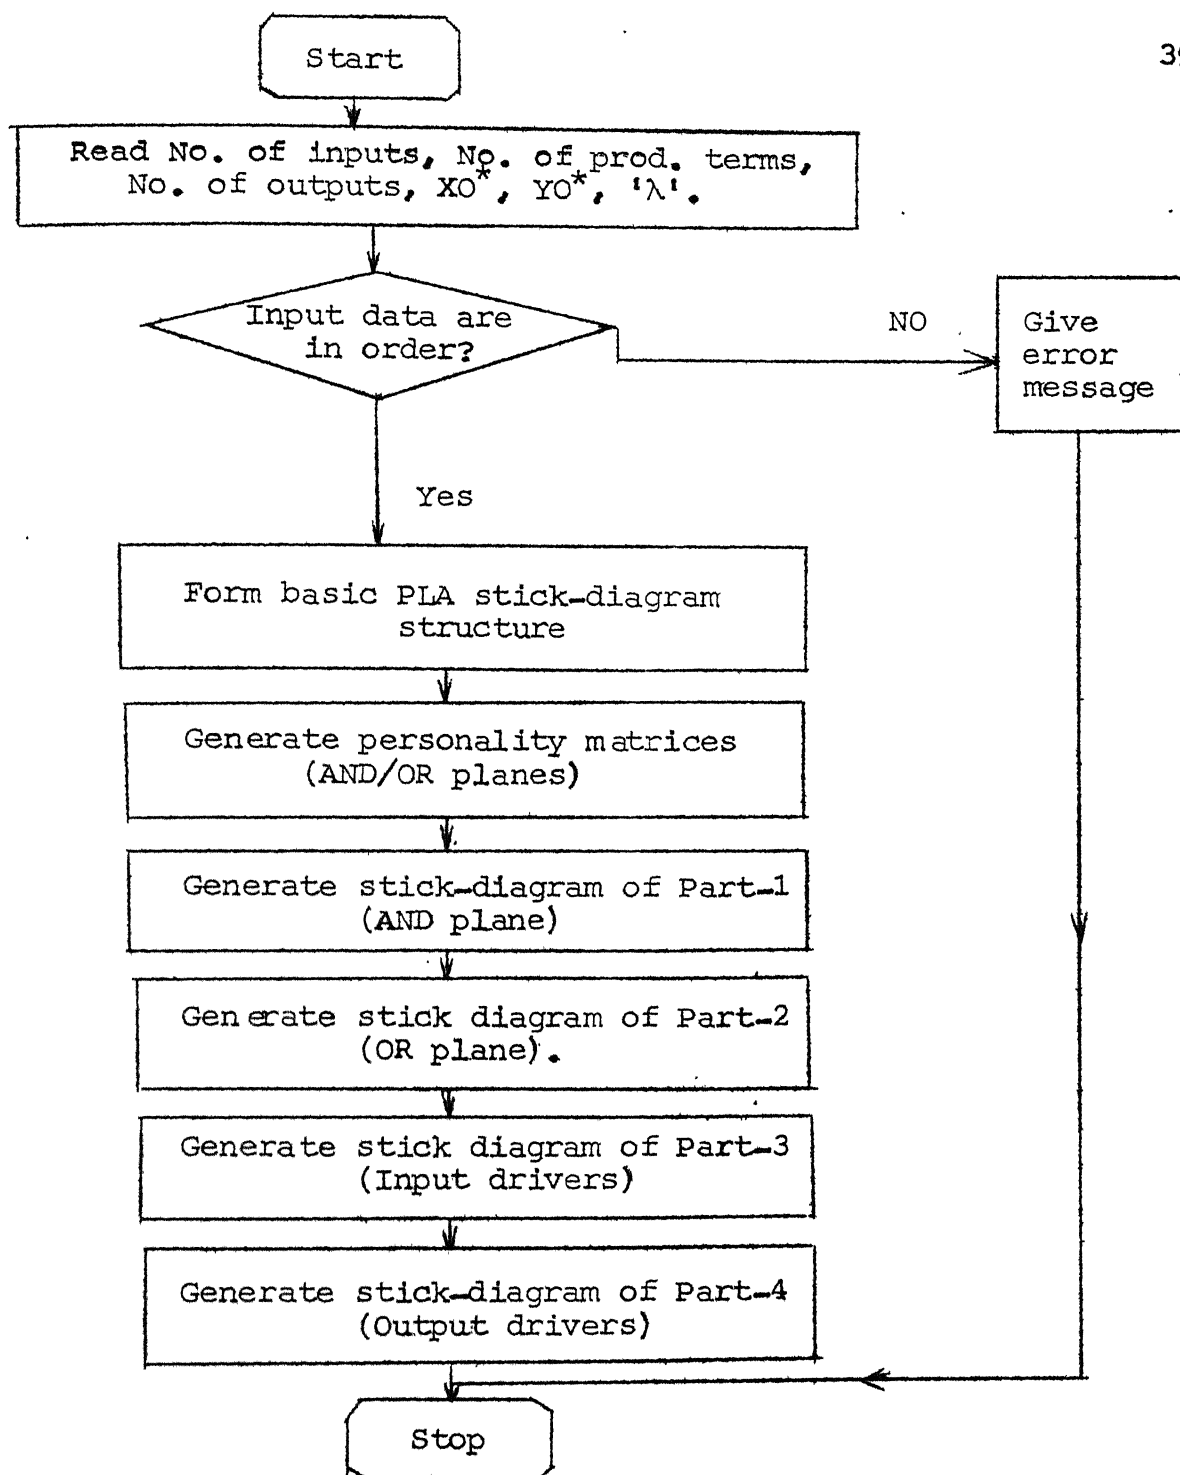 Start
Read No. of inputs, No. of prod. terms,
No. of outputs, XO*, YO*, 'λ'.
Input data are
in order?
NO
Give
error
message
Yes
Form basic PLA stick-diagram
structure
Generate personality matrices
(AND/OR planes)
Generate stick-diagram of Part-1
(AND plane)
Generate stick diagram of Part-2
(OR plane).
Generate stick diagram of Part-3
(Input drivers)
Generate stick-diagram of Part-4
(Output drivers)
Stop